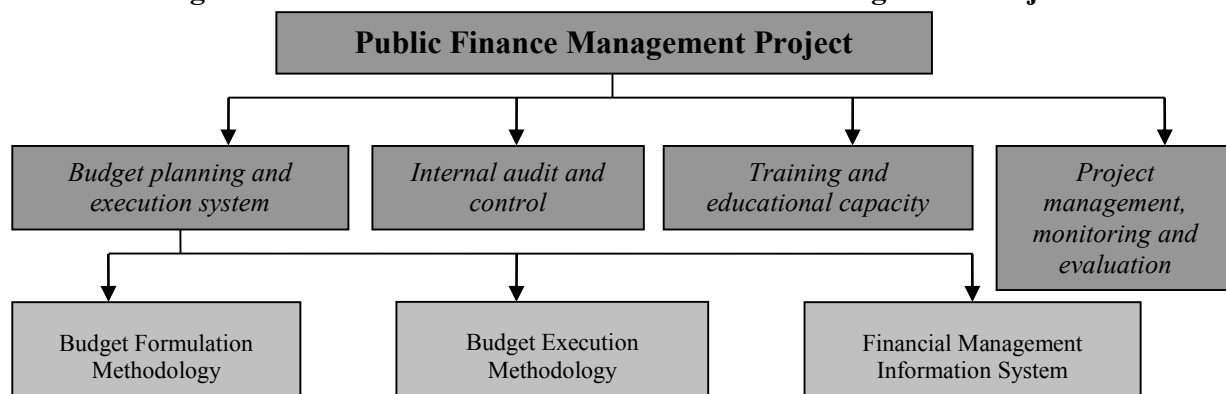 Public Finance Management Project
Budget planning and
execution system
Internal audit and
control
Training and
educational capacity
Project
management,
monitoring and
evaluation
Budget Formulation
Methodology
Budget Execution
Methodology
Financial Management
Information System